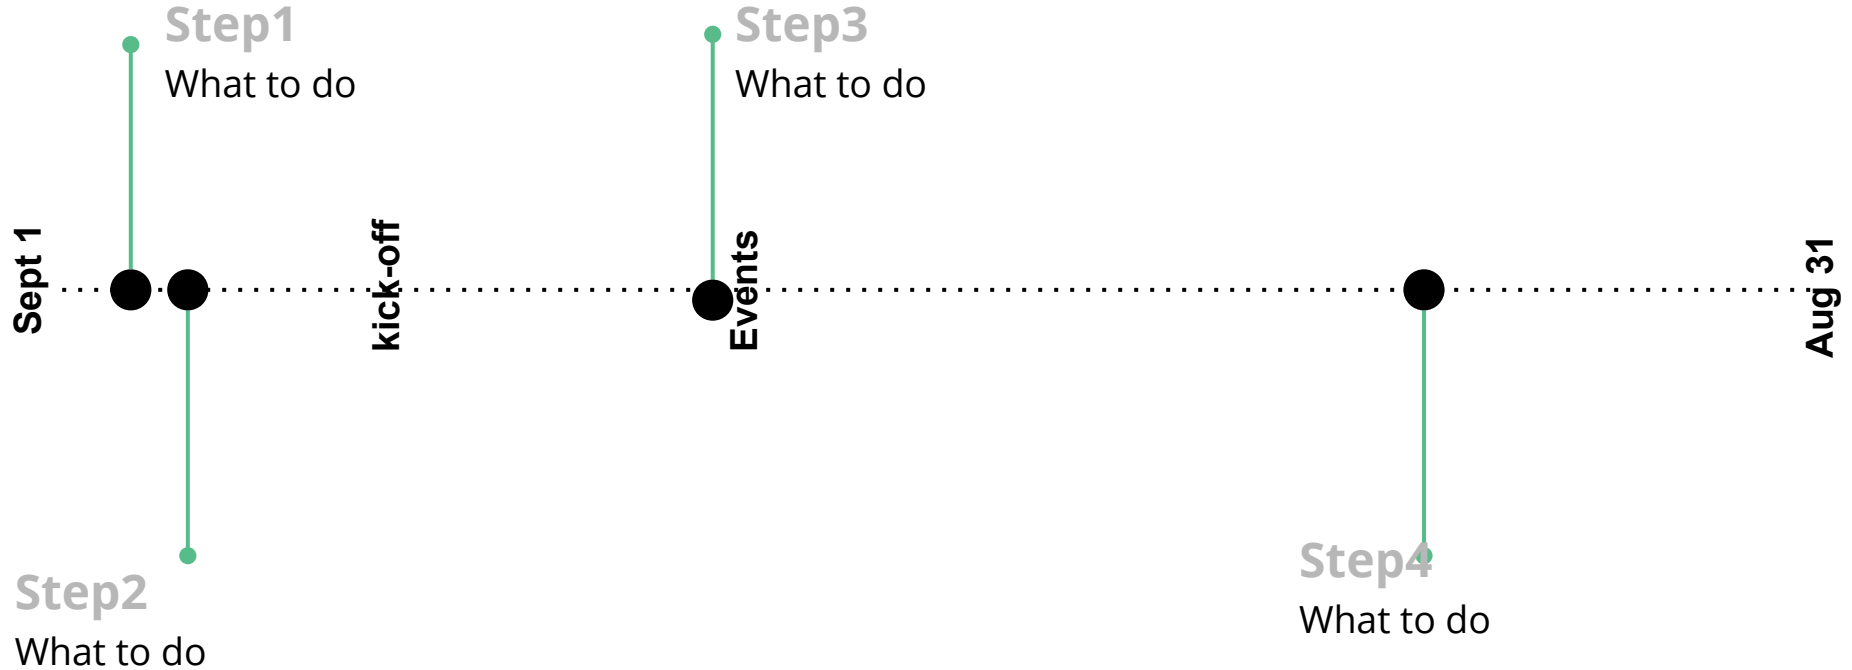 Step1
What to do
Step3
What to do
Sept 1
kick-off
Events
Aug 31
Step2
What to do
Step4
What to do